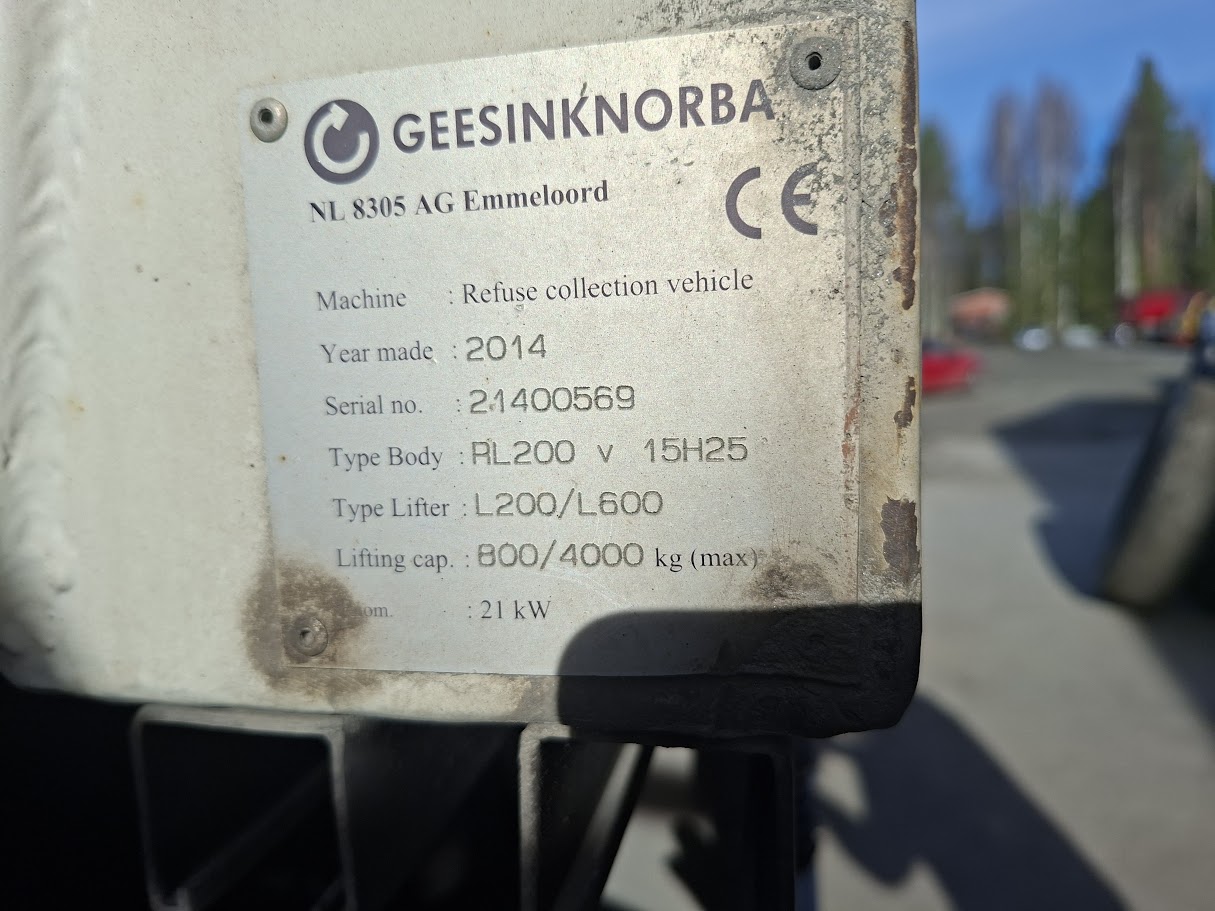 GEESINKNORBA
NL 8305 AG Emmeloord
CE
Machine : Refuse collection vehicle
Year made : 2014
Serial no. : 21400569
Type Body : RL200 v 15H25
Type Lifter : L200/L600
Lifting cap. : 800/4000 kg (max)
: 21 kW